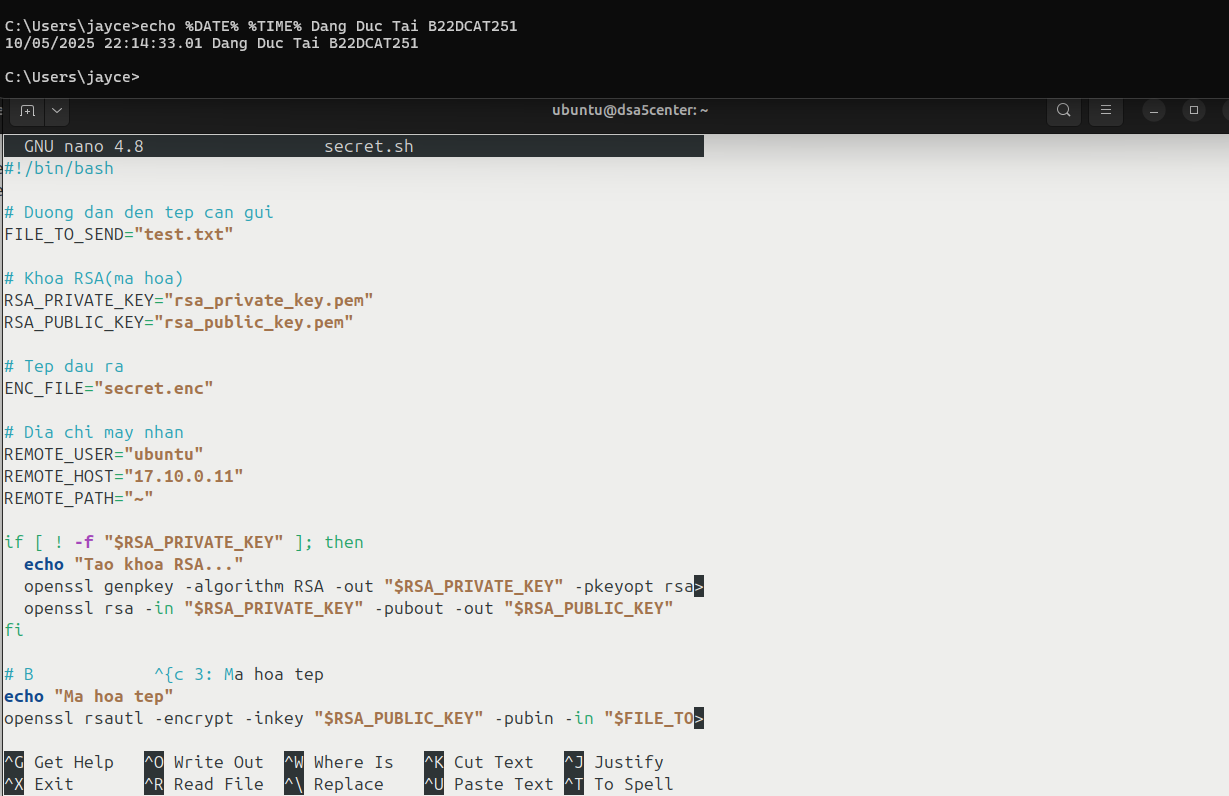 C:\Users\jayce>echo %DATE% %TIME% Dang Duc Tai B22DCAT251
10/05/2025 22:14:33.01 Dang Duc Tai B22DCAT251

C:\Users\jayce>
ubuntu@dsa5center: ~
GNU nano 4.8 secret.sh
#!/bin/bash

# Duong dan den tep can gui
FILE_TO_SEND="test.txt"

# Khoa RSA(ma hoa)
RSA_PRIVATE_KEY="rsa_private_key.pem"
RSA_PUBLIC_KEY="rsa_public_key.pem"

# Tep dau ra
ENC_FILE="secret.enc"

# Dia chi may nhan
REMOTE_USER="ubuntu"
REMOTE_HOST="17.10.0.11"
REMOTE_PATH="~"

if [ ! -f "$RSA_PRIVATE_KEY" ]; then
  echo "Tao khoa RSA..."
  openssl genpkey -algorithm RSA -out "$RSA_PRIVATE_KEY" -pkeyopt rsa>
  openssl rsa -in "$RSA_PRIVATE_KEY" -pubout -out "$RSA_PUBLIC_KEY"
fi

# B            ^{c 3: Ma hoa tep
echo "Ma hoa tep"
openssl rsautl -encrypt -inkey "$RSA_PUBLIC_KEY" -pubin -in "$FILE_TO>

^G Get Help ^O Write Out ^W Where Is ^K Cut Text ^J Justify
^X Exit ^R Read File ^\ Replace ^U Paste Text ^T To Spell